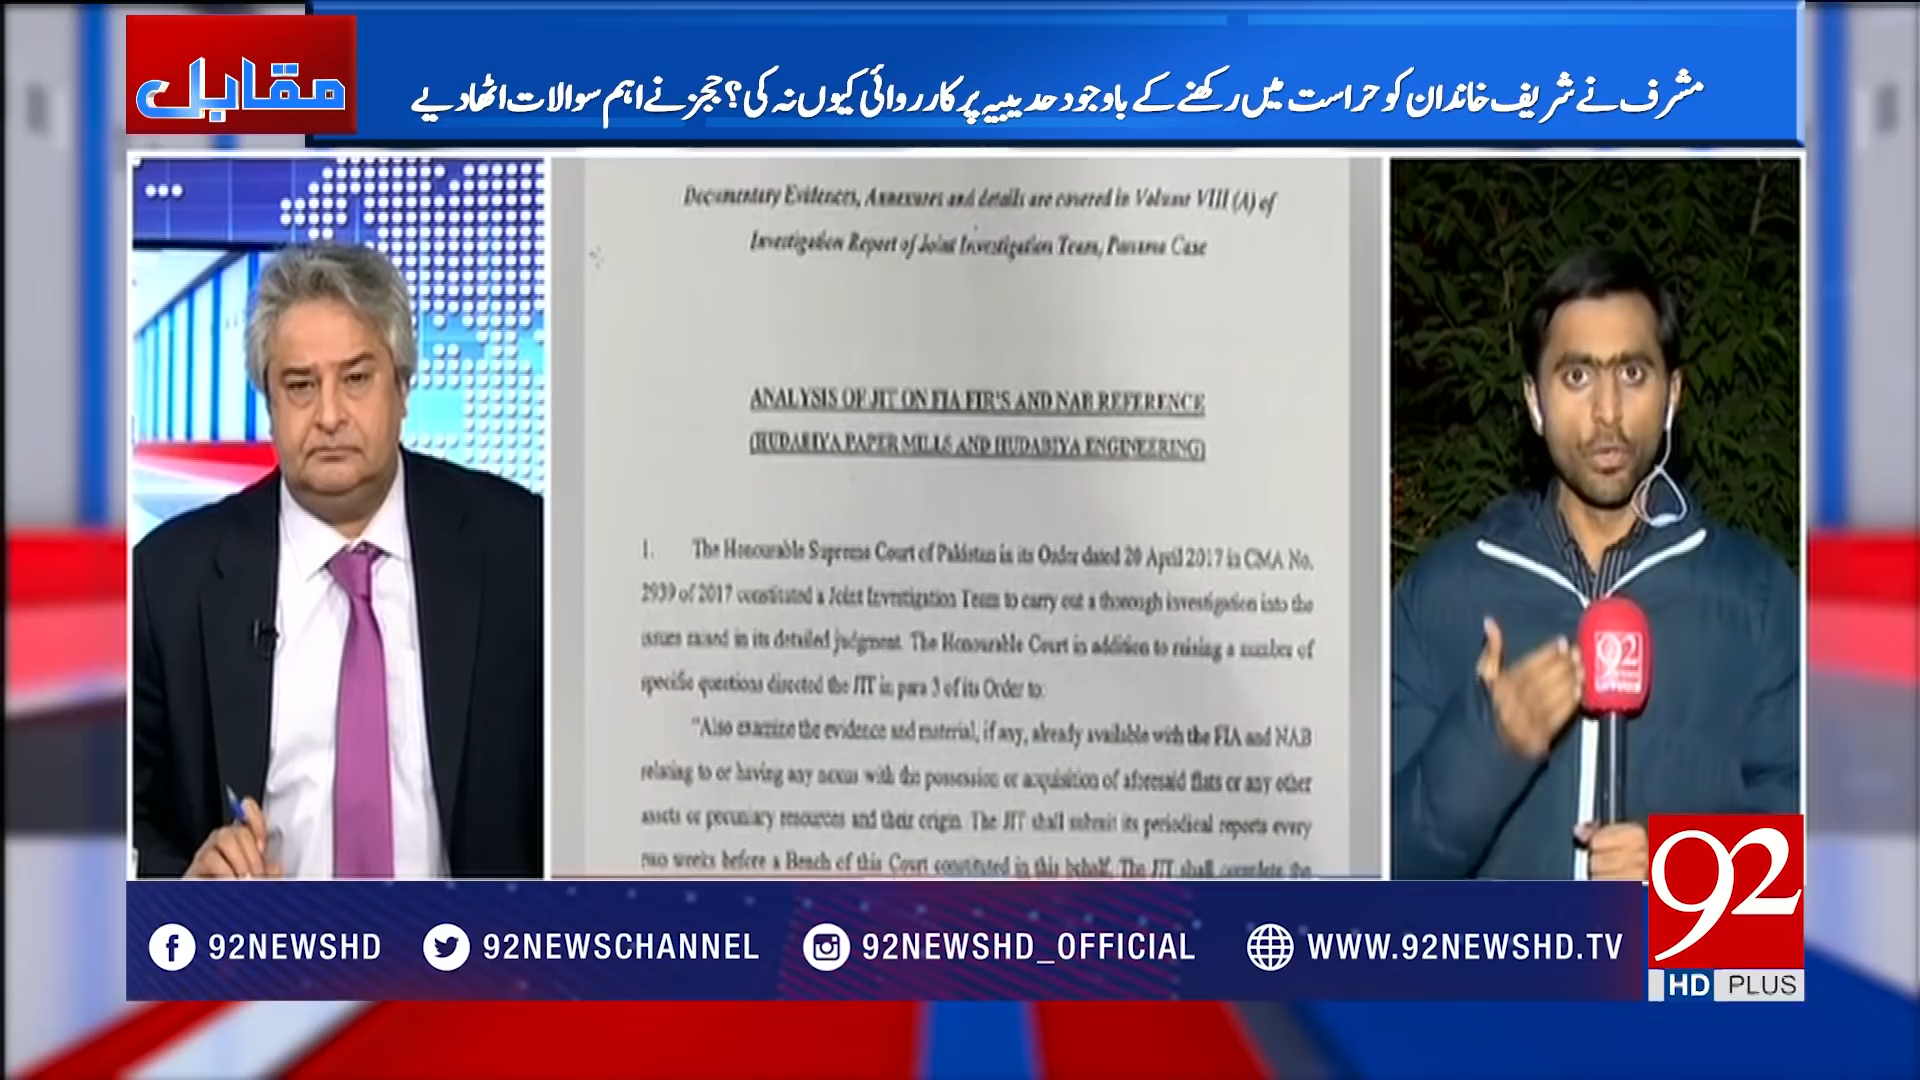 مقابل
مشرف نے شریف خاندان کو حراست میں رکھنے کے باوجود حدیبیہ پر کارروائی کیوں نہ کی؟ ججز نے اہم سوالات اٹھا دیے
Documentary Evidences, Annexures and details are covered in Volume VIII (A) of
Investigation Report of Joint Investigation Team, Panama Case
ANALYSIS OF JIT ON FIA FIR'S AND NAB REFERENCE
(HUDABIYA PAPER MILLS AND HUDABIYA ENGINEERING)
1. The Honourable Supreme Court of Pakistan in its Order dated 20 April 2017 in CMA No.
2939 of 2017 constituted a Joint Investigation Team to carry out a thorough investigation into the
issues raised in its detailed judgment. The Honourable Court in addition to raising a number of
specific questions directed the JIT in para 3 of its Order to:
"Also examine the evidence and material, if any, already available with the FIA and NAB
relating to or having any nexus with the possession or acquisition of aforesaid flats or any other
assets or pecuniary resources and their origin. The JIT shall submit its periodical reports every
two weeks before a Bench of this Court constituted in this behalf. The JIT shall complete the
92
92NEWSHD
92NEWSCHANNEL
92NEWSHD_OFFICIAL
WWW.92NEWSHD.TV
92
HD PLUS